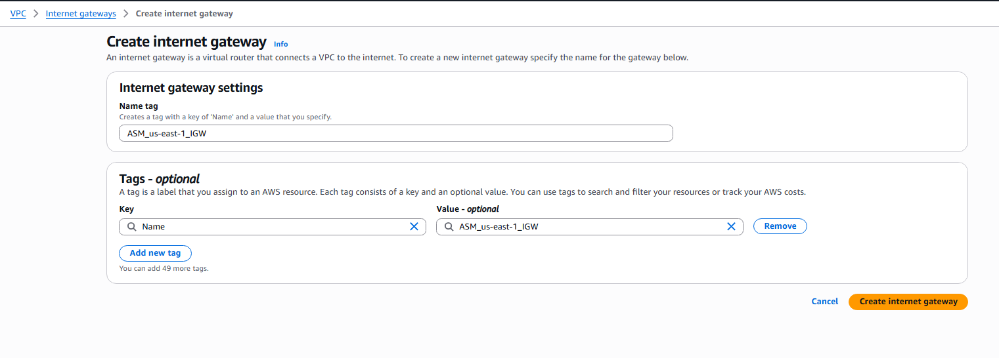 VPC > Internet gateways > Create internet gateway
Create internet gateway Info
An internet gateway is a virtual router that connects a VPC to the internet. To create a new internet gateway specify the name for the gateway below.
Internet gateway settings
Name tag
Creates a tag with a key of 'Name' and a value that you specify.
ASM_us-east-1_IGW
Tags - optional
A tag is a label that you assign to an AWS resource. Each tag consists of a key and an optional value. You can use tags to search and filter your resources or track your AWS costs.
Key Value - optional
Name ASM_us-east-1_IGW Remove
Add new tag
You can add 49 more tags.
Cancel Create internet gateway